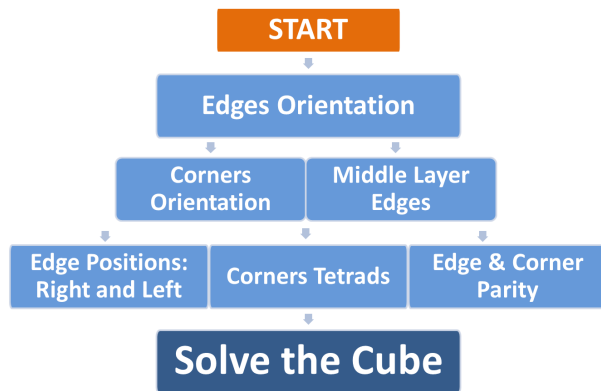 START
Edges Orientation
Corners
Orientation
Middle Layer
Edges
Edge Positions:
Right and Left
Corners Tetrads
Edge & Corner
Parity
Solve the Cube